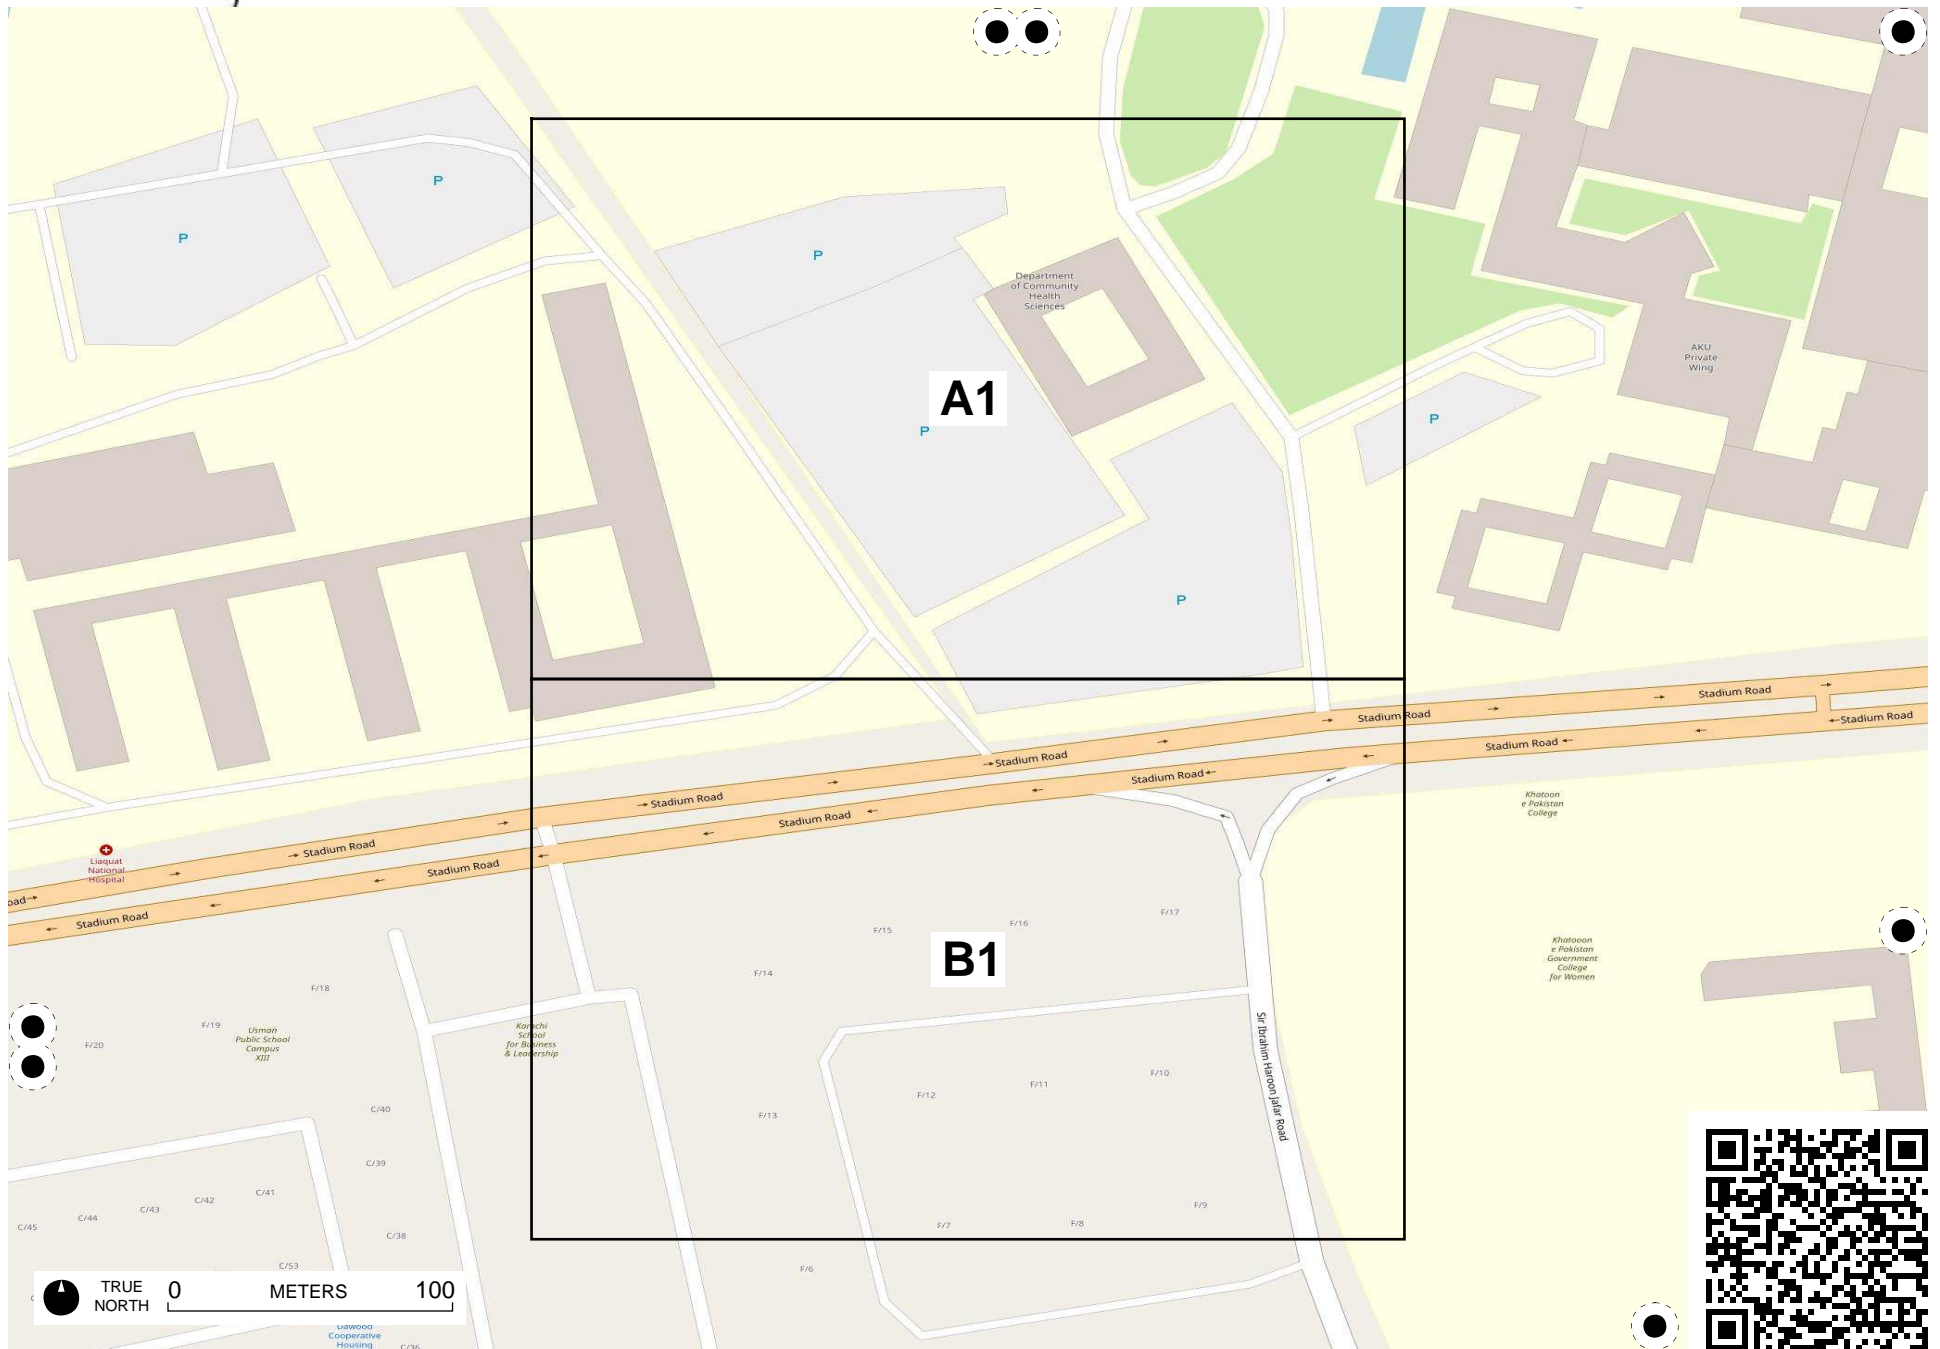 P
P
P
Department
of Community
Health
Sciences
AKU
Private
Wing
A1
P
P
P
Stadium Road
Stadium Road
Stadium Road
Stadium Road
Stadium Road
Stadium Road
Stadium Road
Stadium Road
Stadium Road
Stadium Road
Stadium Road
oad
Khatoon
e Pakistan
College
Liaquat
National
Hospital
F/17
F/16
F/15
B1
Khatooon
e Pakistan
Government
College
for Women
F/14
F/18
F/19
F/20
Usman
Public School
Campus
XIII
Karachi
School
for Business
& Leadership
Sir Ibrahim Haroon Jafar Road
F/10
F/11
F/12
F/13
C/40
C/39
C/41
C/42
C/43
C/44
C/45
F/9
F/8
F/7
C/38
C/53
F/6
TRUE
NORTH
0 METERS 100
Dawood
Cooperative
Housing
C/36